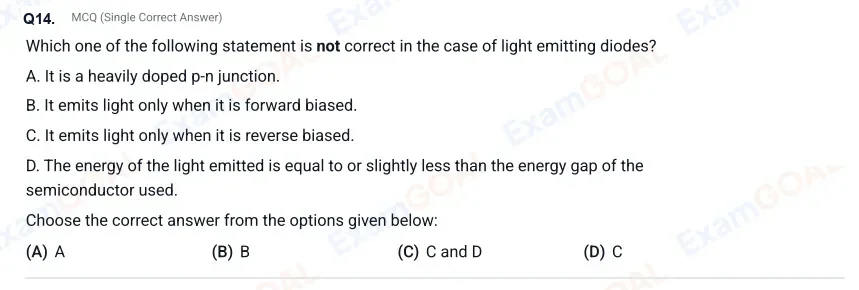 Q14. MCQ (Single Correct Answer)
Which one of the following statement is not correct in the case of light emitting diodes?
A. It is a heavily doped p-n junction.
B. It emits light only when it is forward biased.
C. It emits light only when it is reverse biased.
D. The energy of the light emitted is equal to or slightly less than the energy gap of the
semiconductor used.
Choose the correct answer from the options given below:
(A) A (B) B (C) C and D (D) C
ExamGOAL
ExamGOAL
ExamGOAL